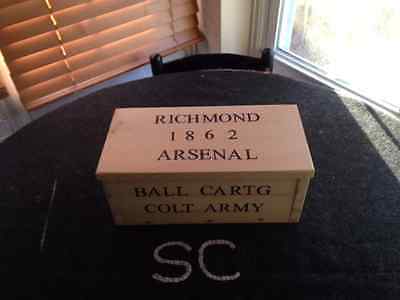 RICHMOND
1862
ARSENAL
BALL CARTG
COLT ARMY
SC